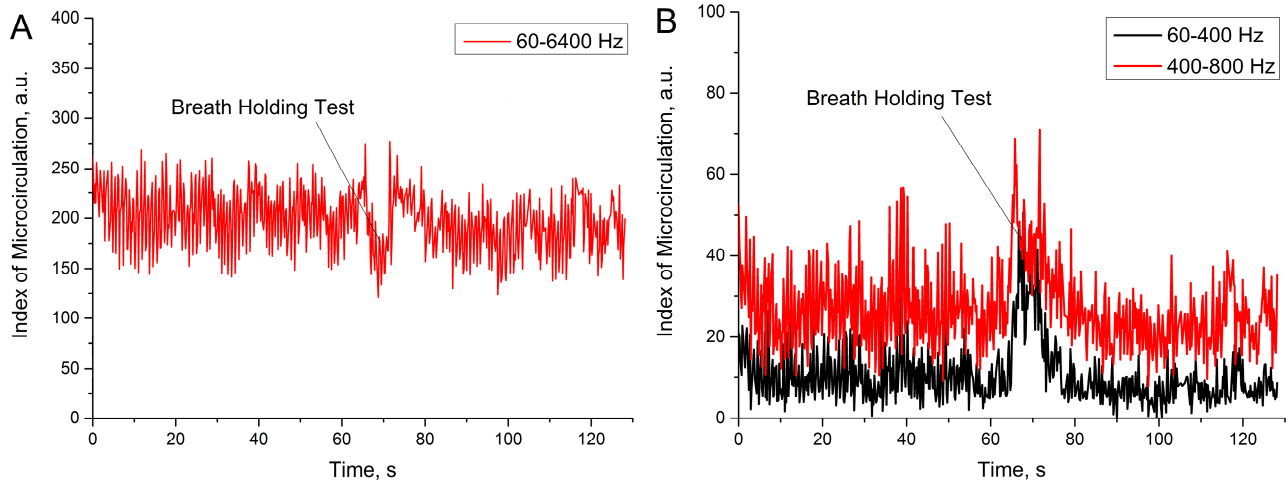 A
400
350
300
250
200
150
100
50
0
Index of Microcirculation, a.u.
60-6400 Hz
Breath Holding Test
0 20 40 60 80 100 120
Time, s
B
100
80
60
40
20
0
Index of Microcirculation, a.u.
60-400 Hz
400-800 Hz
Breath Holding Test
0 20 40 60 80 100 120
Time, s